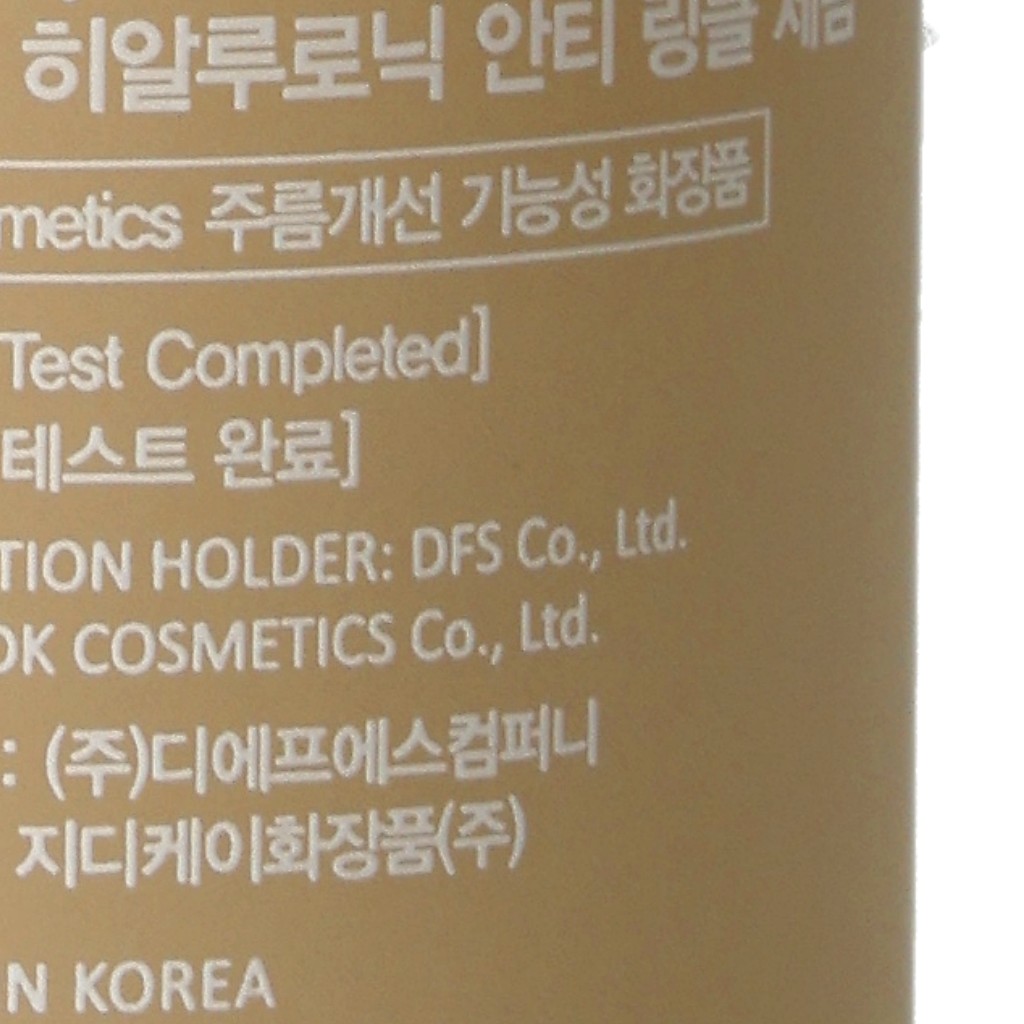 히알루로닉 안티 링클 세럼
metics 주름개선 기능성 화장품
Test Completed]
테스트 완료]
TION HOLDER: DFS Co., Ltd.
DK COSMETICS Co., Ltd.
: (주)디에프에스컴퍼니
지디케이화장품(주)
N KOREA